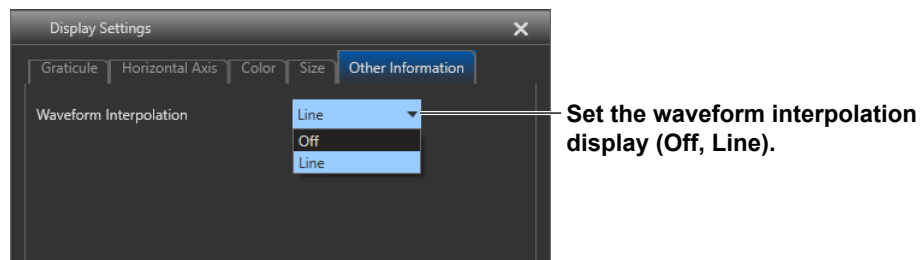 Display Settings
Graticule Horizontal Axis Color Size Other Information
Waveform Interpolation Line
Off
Line
Set the waveform interpolation
display (Off, Line).